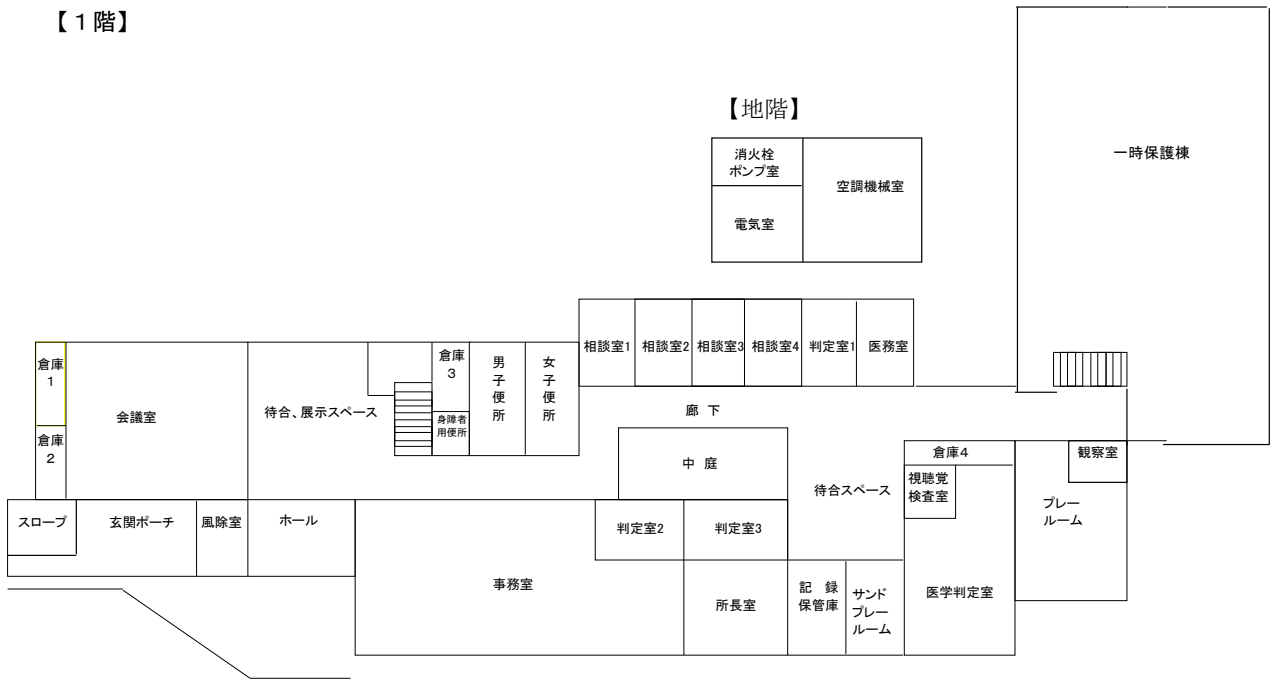 【１階】
【地階】
消火栓
ポンプ室
空調機械室
電気室
一時保護棟
相談室1
相談室2
相談室3
相談室4
判定室1
医務室
倉庫
1
倉庫
2
会議室
待合、展示スペース
倉庫
3
身障者
用便所
男子便所
女子便所
廊 下
中 庭
待合スペース
倉庫4
視聴覚
検査室
観察室
プレー
ルーム
スロープ
玄関ポーチ
風除室
ホール
判定室2
判定室3
事務室
所長室
記 録
保管庫
サンド
プレー
ルーム
医学判定室